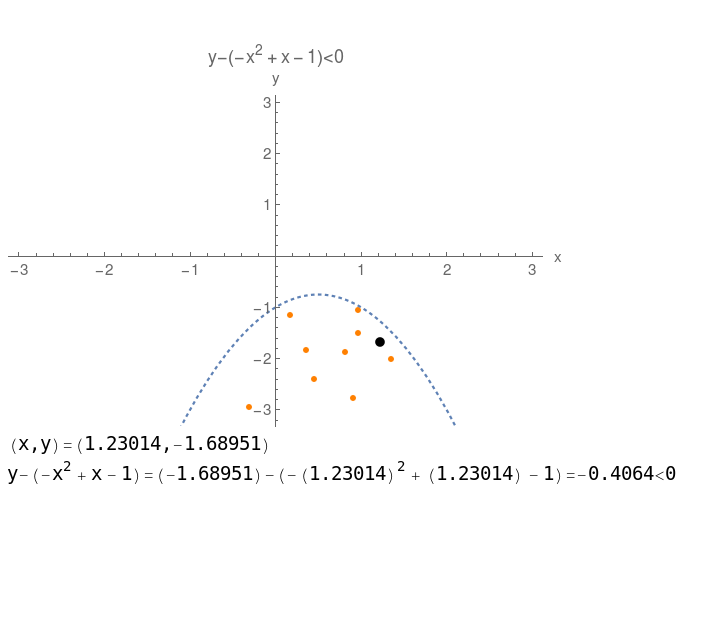 y−(−x²+x−1)<0
y
3
2
1
−3 −2 −1 1 2 3 x
−1
−2
−3
(x,y)=(1.23014,-1.68951)
y−(−x²+x−1)=(−1.68951)−(−(1.23014)²+(1.23014)−1)=-0.4064<0